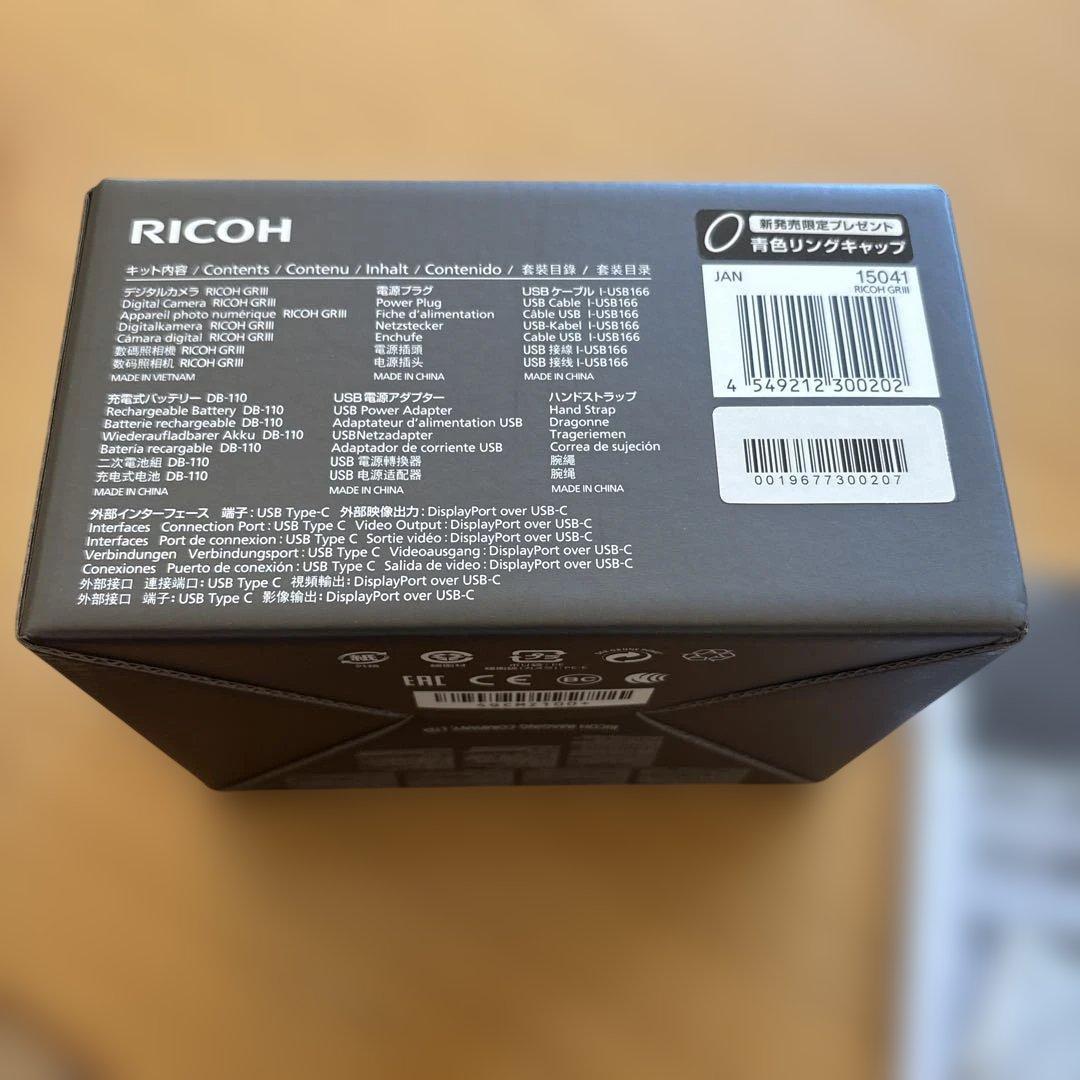 RICOH
新発売限定プレゼント
青色リングキャップ
キット内容 / Contents / Contenu / Inhalt / Contenido / 套装目錄 / 套装目录
JAN 15041
RICOH GRIII
4 549212 300202
0019677300207
デジタルカメラ RICOH GRIII
Digital Camera RICOH GRIII
Appareil photo numérique RICOH GRIII
Digitalkamera RICOH GRIII
Cámara digital RICOH GRIII
數碼照相機 RICOH GRIII
数码照相机 RICOH GRIII
MADE IN VIETNAM
電源プラグ
Power Plug
Fiche d'alimentation
Netzstecker
Enchufe
電源插頭
电源插头
MADE IN CHINA
USBケーブル I-USB166
USB Cable I-USB166
Câble USB I-USB166
USB-Kabel I-USB166
Cable USB I-USB166
USB 接線 I-USB166
USB 接线 I-USB166
MADE IN CHINA
充電式バッテリー DB-110
Rechargeable Battery DB-110
Batterie rechargeable DB-110
Wiederaufladbarer Akku DB-110
Batería recargable DB-110
二次電池組 DB-110
充电式电池 DB-110
MADE IN CHINA
USB電源アダプター
USB Power Adapter
Adaptateur d'alimentation USB
USBNetzadapter
Adaptador de corriente USB
USB 電源轉換器
USB 电源适配器
MADE IN CHINA
ハンドストラップ
Hand Strap
Dragonne
Trageriemen
Correa de sujeción
腕繩
腕绳
MADE IN CHINA
外部インターフェース 端子：USB Type-C 外部映像出力：DisplayPort over USB-C
Interfaces Connection Port : USB Type C Video Output : DisplayPort over USB-C
Interfaces Port de connexion : USB Type C Sortie vidéo : DisplayPort over USB-C
Verbindungen Verbindungsport : USB Type C Videoausgang : DisplayPort over USB-C
Conexiones Puerto de conexión : USB Type C Salida de video : DisplayPort over USB-C
外部接口 連接端口：USB Type C 視頻輸出：DisplayPort over USB-C
外部接口 端子：USB Type C 影像输出：DisplayPort over USB-C
EAC CE BC
RICOH IMAGING COMPANY, LTD.